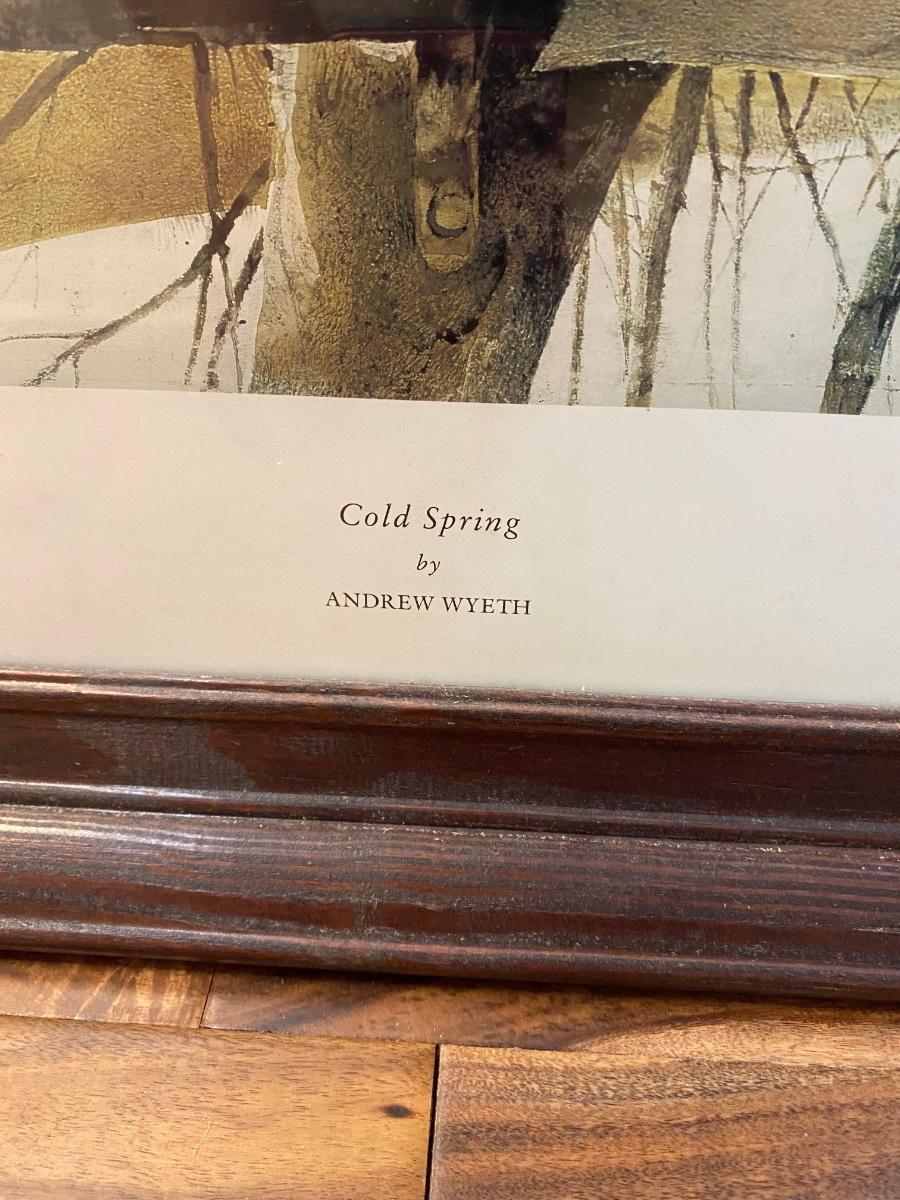 Cold Spring
by
ANDREW WYETH